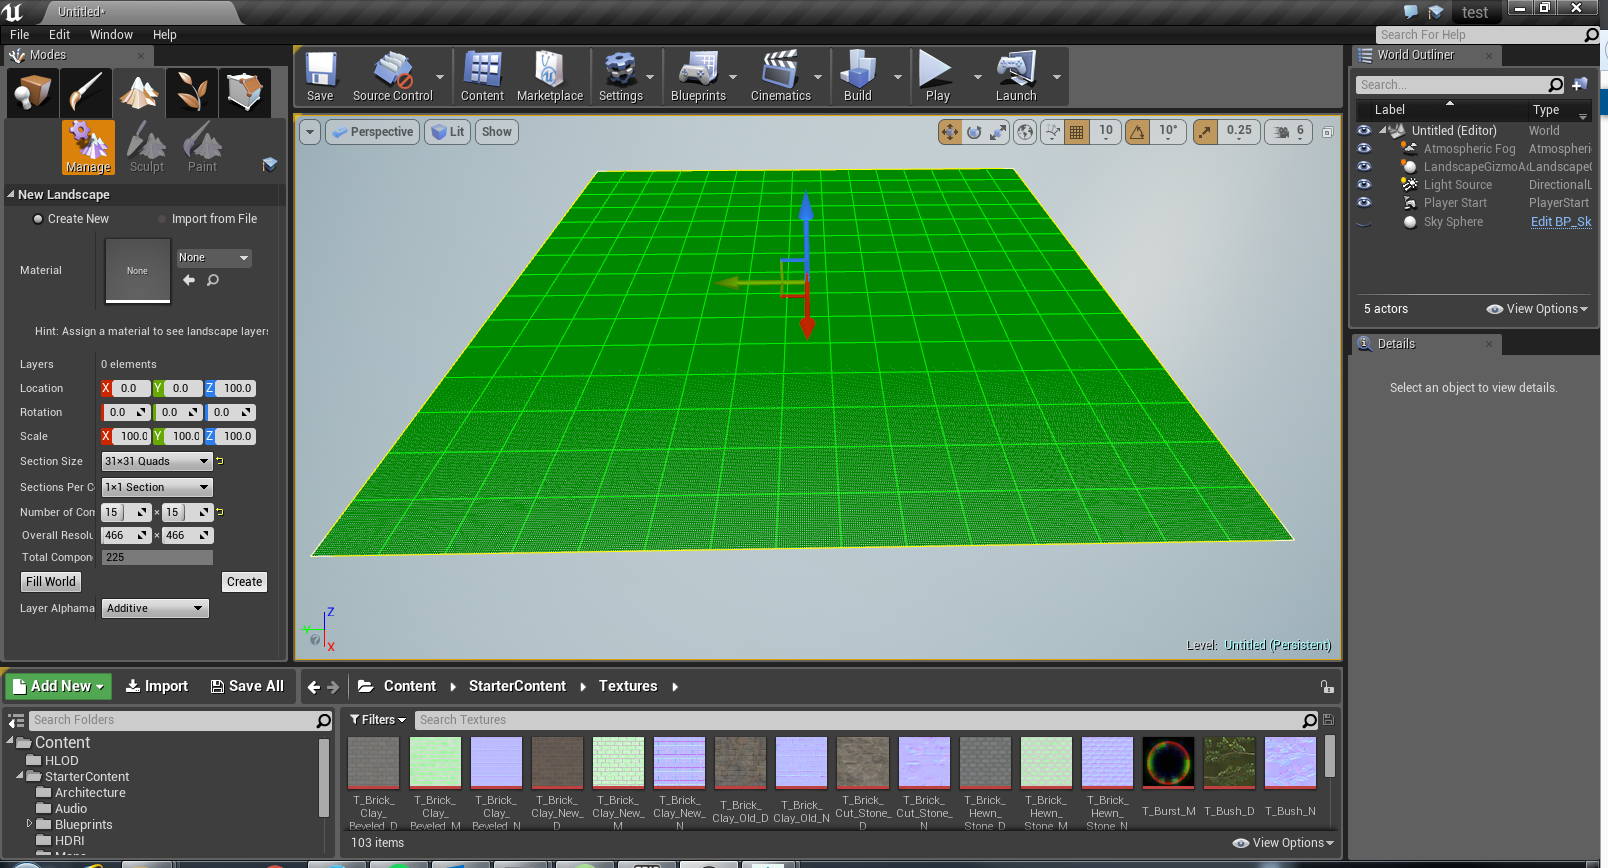 Untitled*
test
File Edit Window Help
Search For Help
Modes
Manage Sculpt Paint
New Landscape
Create New Import from File
Material
None
None
Hint: Assign a material to see landscape layers
Layers 0 elements
Location X 0.0 Y 0.0 Z 100.0
Rotation 0.0 0.0 0.0
Scale X 100.0 Y 100.0 Z 100.0
Section Size 31×31 Quads
Sections Per C 1×1 Section
Number of Com 15 × 15
Overall Resolu 466 × 466
Total Compon 225
Fill World Create
Layer Alphama Additive
Save Source Control Content Marketplace Settings Blueprints Cinematics Build Play Launch
Perspective Lit Show
10 10° 0.25 6
Z
Y
X
Level: Untitled (Persistent)
World Outliner
Search...
Label Type
Untitled (Editor) World
Atmospheric Fog Atmospheri
LandscapeGizmoA LandscapeG
Light Source DirectionalL
Player Start PlayerStart
Sky Sphere Edit BP_Sk
5 actors View Options
Details
Select an object to view details.
Add New Import Save All
Content StarterContent Textures
Search Folders
Content
HLOD
StarterContent
Architecture
Audio
Blueprints
HDRI
Filters Search Textures
T_Brick_Clay_Beveled_D
T_Brick_Clay_Beveled_M
T_Brick_Clay_Beveled_N
T_Brick_Clay_New_D
T_Brick_Clay_New_M
T_Brick_Clay_New_N
T_Brick_Clay_Old_D
T_Brick_Clay_Old_N
T_Brick_Cut_Stone_D
T_Brick_Cut_Stone_N
T_Brick_Hewn_Stone_D
T_Brick_Hewn_Stone_M
T_Brick_Hewn_Stone_N
T_Burst_M
T_Bush_D
T_Bush_N
103 items View Options